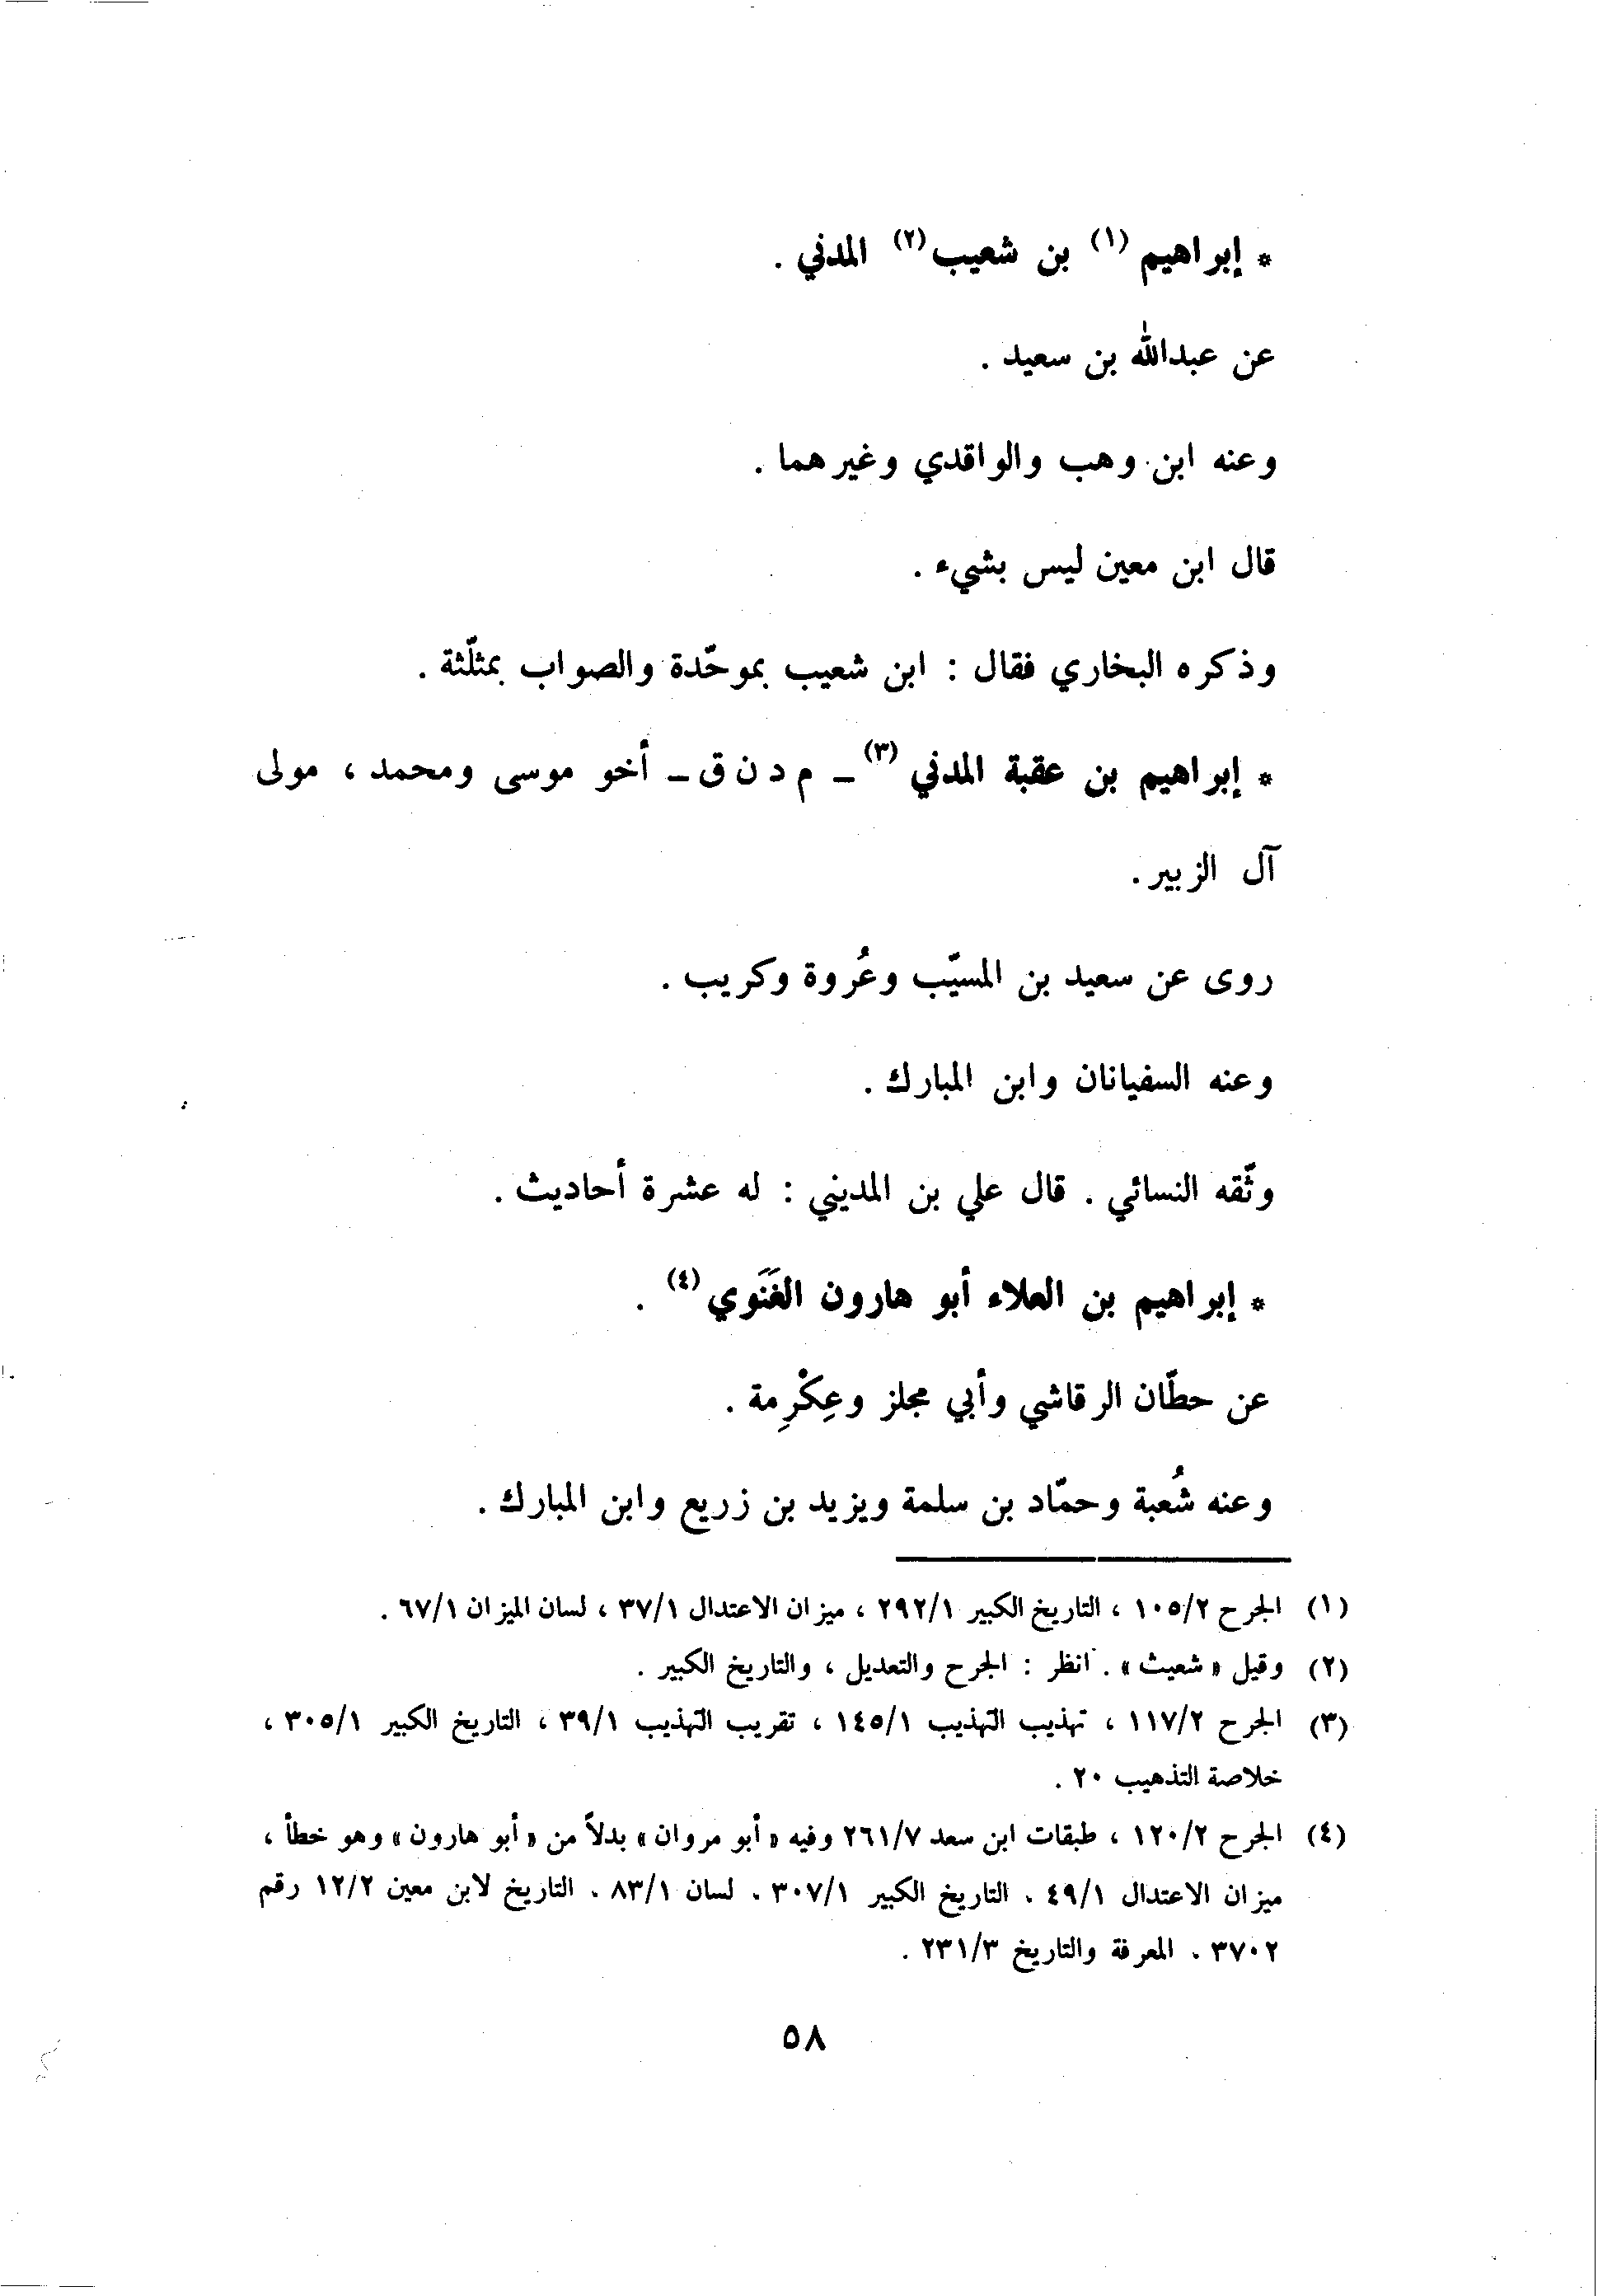 * إبراهيم (١) بن شعيب (٢) المدني .
عن عبدالله بن سعيد .
وعنه ابن وهب والواقدي وغيرهما .
قال ابن معين ليس بشيء .
وذكره البخاري فقال : ابن شعيب بموحّدة والصواب بمثلّثة .
* إبراهيم بن عقبة المدني (٣) ـ م د ن ق ـ أخو موسى ومحمد ، مولى
آل الزبير .
روى عن سعيد بن المسيّب وعُروة وكريب .
وعنه السفيانان وابن المبارك .
وثّقه النسائي . قال علي بن المديني : له عشرة أحاديث .
* إبراهيم بن العلاء أبو هارون الغَنَوي (٤) .
عن حطّان الرقاشي وأبي مجلز وعِكْرِمة .
وعنه شُعبة وحمّاد بن سلمة ويزيد بن زريع وابن المبارك .
(١) الجرح ١٠٥/٢ ، التاريخ الكبير ٢٩٢/١ ، ميزان الاعتدال ٣٧/١ ، لسان الميزان ٦٧/١ .
(٢) وقيل « شعيث » . انظر : الجرح والتعديل ، والتاريخ الكبير .
(٣) الجرح ١١٧/٢ ، تهذيب التهذيب ١٤٥/١ ، تقريب التهذيب ٣٩/١ ، التاريخ الكبير ٣٠٥/١ ،
خلاصة التذهيب ٢٠ .
(٤) الجرح ١٢٠/٢ ، طبقات ابن سعد ٢٦١/٧ وفيه « أبو مروان » بدلاً من « أبو هارون » وهو خطأ ،
ميزان الاعتدال ٤٩/١ . التاريخ الكبير ٣٠٧/١ . لسان ٨٣/١ . التاريخ لابن معين ١٢/٢ رقم
٣٧٠٢ . المعرفة والتاريخ ٢٣١/٣ .
٥٨